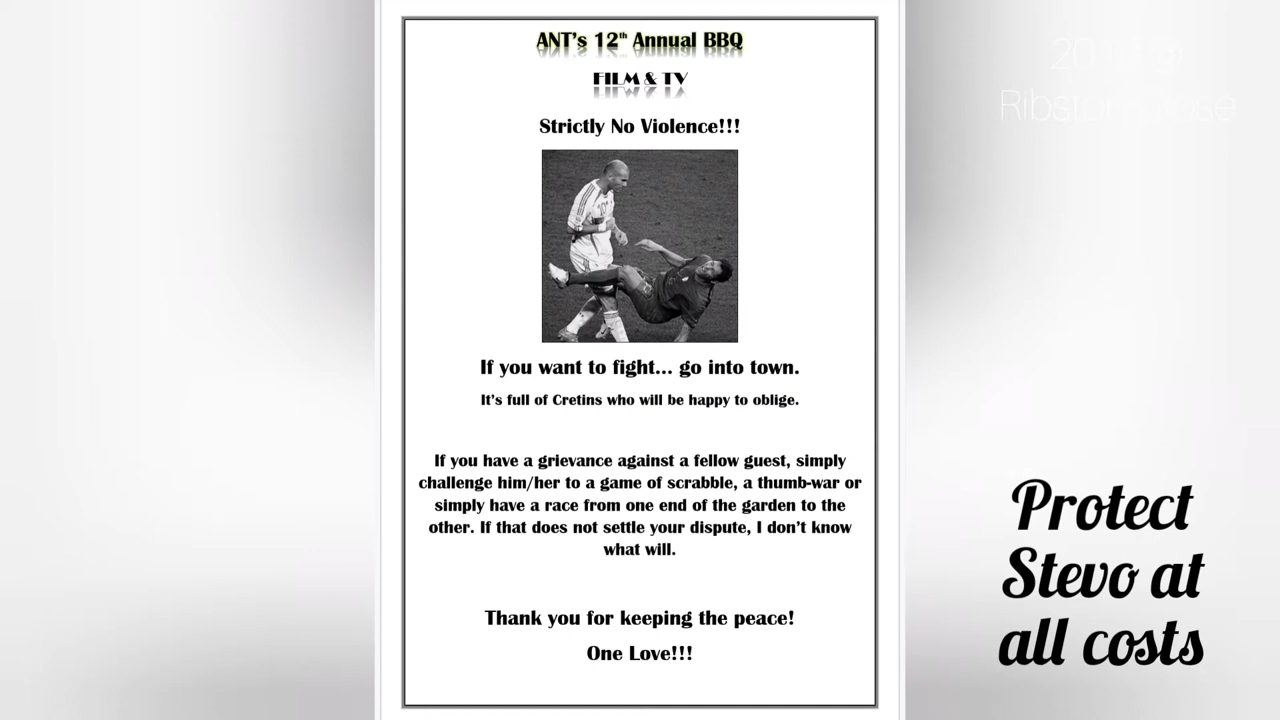 ANT's 12th Annual BBQ
FILM & TV
Strictly No Violence!!!
If you want to fight... go into town.
It's full of Cretins who will be happy to oblige.
If you have a grievance against a fellow guest, simply
challenge him/her to a game of scrabble, a thumb-war or
simply have a race from one end of the garden to the
other. If that does not settle your dispute, I don't know
what will.
Thank you for keeping the peace!
One Love!!!
Protect
Stevo at
all costs